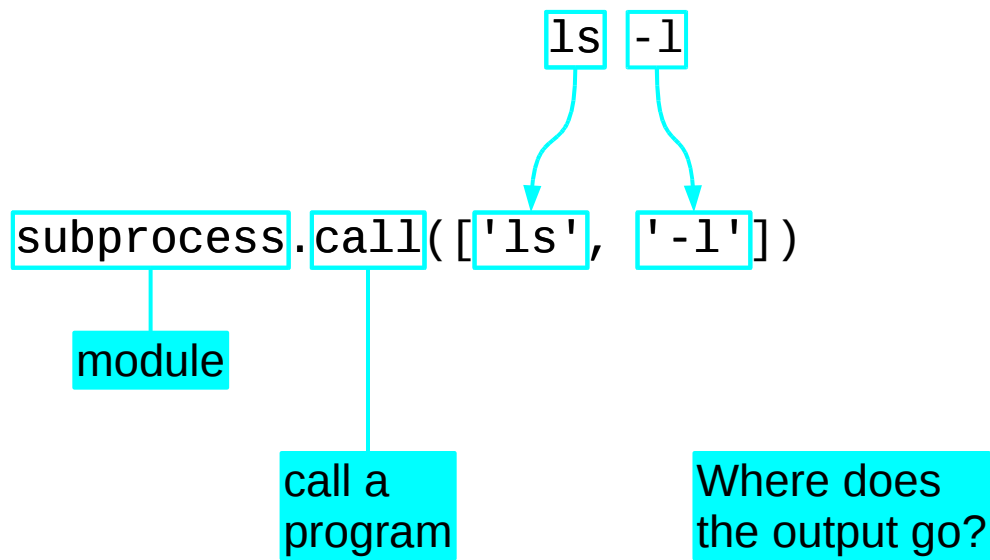 ls -l
subprocess.call(['ls', '-l'])
module
call a
program
Where does
the output go?